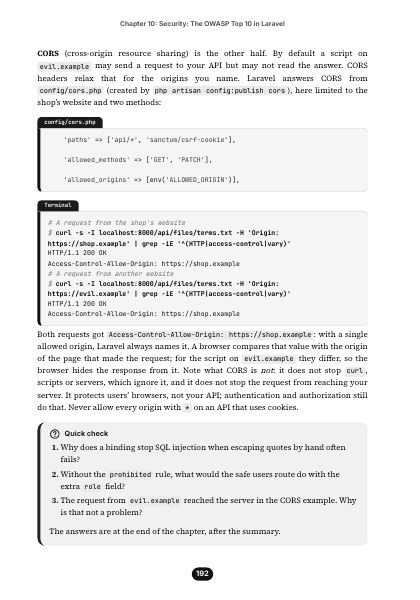 Chapter 10: Security: The OWASP Top 10 in Laravel
CORS (cross-origin resource sharing) is the other half. By default a script on
evil.example may send a request to your API but may not read the answer. CORS
headers relax that for the origins you name. Laravel answers CORS from
config/cors.php (created by php artisan config:publish cors), here limited to the
shop's website and two methods:
config/cors.php
'paths' => ['api/*', 'sanctum/csrf-cookie'],
'allowed_methods' => ['GET', 'PATCH'],
'allowed_origins' => [env('ALLOWED_ORIGIN')],
Terminal
# A request from the shop's website
$ curl -s -I localhost:8000/api/files/terms.txt -H 'Origin:
https://shop.example' | grep -iE '^(HTTP|access-control|vary)'
HTTP/1.1 200 OK
Access-Control-Allow-Origin: https://shop.example
# A request from another website
$ curl -s -I localhost:8000/api/files/terms.txt -H 'Origin:
https://evil.example' | grep -iE '^(HTTP|access-control|vary)'
HTTP/1.1 200 OK
Access-Control-Allow-Origin: https://shop.example
Both requests got Access-Control-Allow-Origin: https://shop.example: with a single
allowed origin, Laravel always names it. A browser compares that value with the origin
of the page that made the request; for the script on evil.example they differ, so the
browser hides the response from it. Note what CORS is not: it does not stop curl,
scripts or servers, which ignore it, and it does not stop the request from reaching your
server. It protects users' browsers, not your API; authentication and authorization still
do that. Never allow every origin with * on an API that uses cookies.
Quick check
1. Why does a binding stop SQL injection when escaping quotes by hand often
fails?
2. Without the prohibited rule, what would the safe users route do with the
extra role field?
3. The request from evil.example reached the server in the CORS example. Why
is that not a problem?
The answers are at the end of the chapter, after the summary.
192